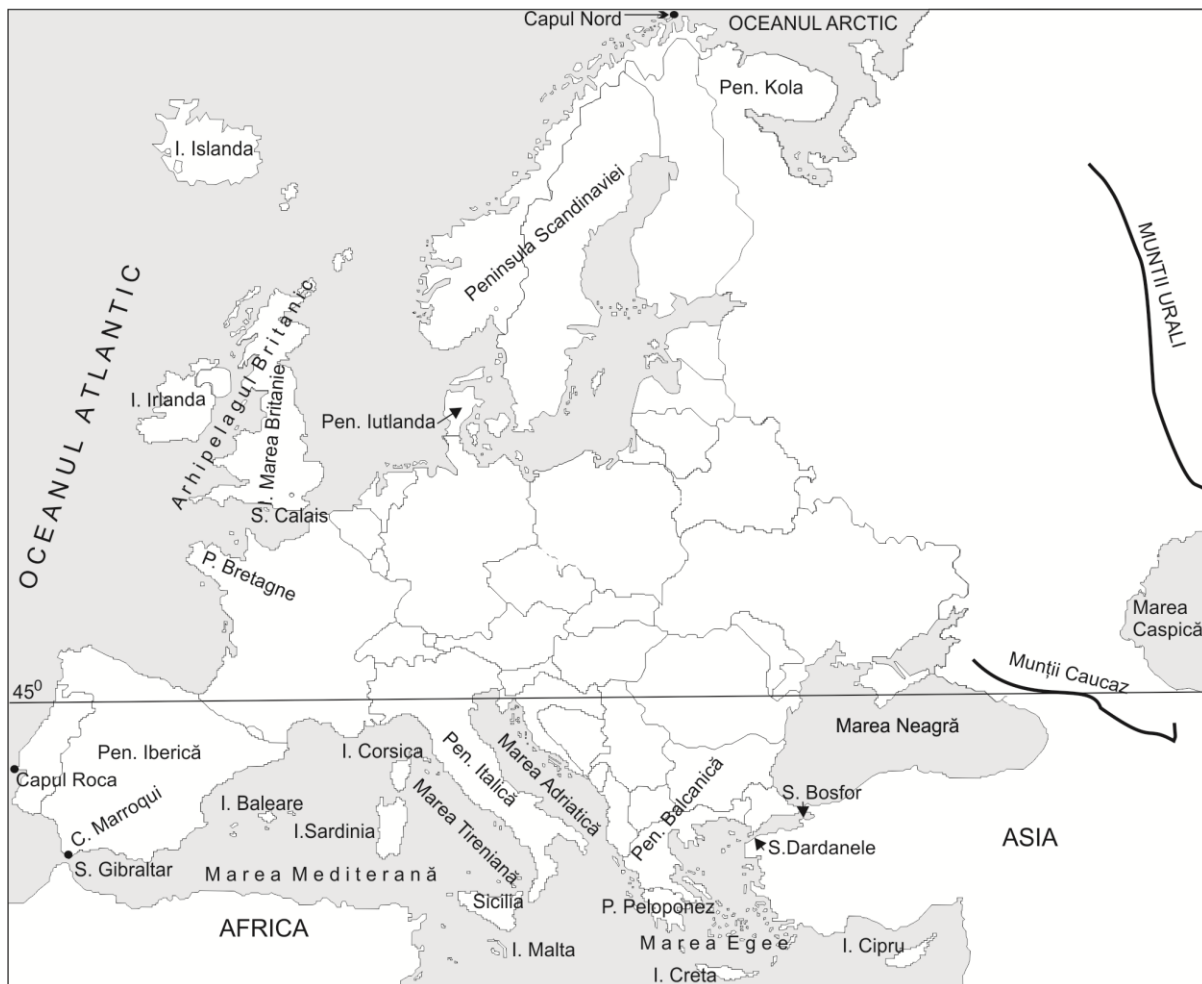 Capul Nord
OCEANUL ARCTIC
Pen. Kola
I. Islanda
Peninsula Scandinaviei
MUNTII URALI
OCEANUL ATLANTIC
Arhipelagul Britanic
I. Marea Britanie
I. Irlanda
Pen. Iutlanda
S. Calais
P. Bretagne
Marea
Caspică
Munții Caucaz
45⁰
Marea Neagră
Pen. Iberică
I. Corsica
Pen. Italică
Marea Adriatică
Pen. Balcanică
Capul Roca
S. Bosfor
C. Marroqui
I. Baleare
I.Sardinia
Marea Tireniană
S.Dardanele
ASIA
S. Gibraltar
Marea Mediterană
Sicilia
P. Peloponez
AFRICA
I. Malta
Marea Egee
I. Cipru
I. Creta